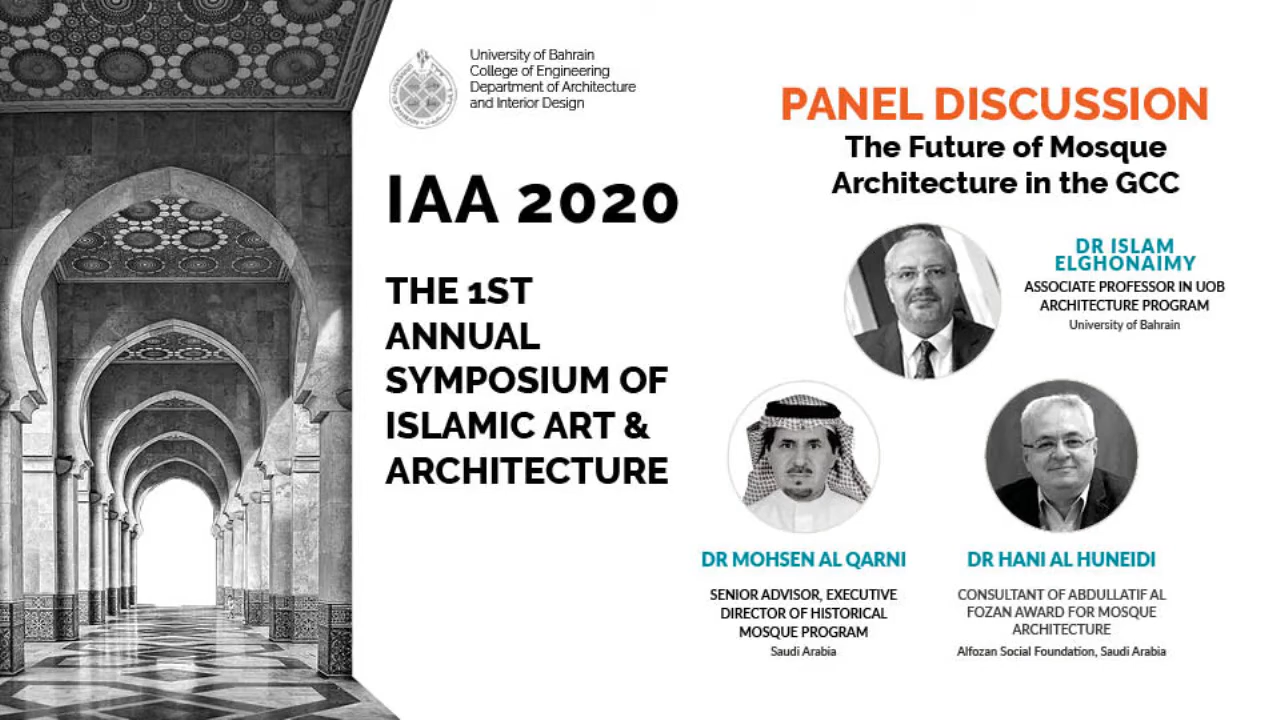 University of Bahrain
College of Engineering
Department of Architecture
and Interior Design
IAA 2020
THE 1ST
ANNUAL
SYMPOSIUM OF
ISLAMIC ART &
ARCHITECTURE
PANEL DISCUSSION
The Future of Mosque
Architecture in the GCC
DR ISLAM
ELGHONAIMY
ASSOCIATE PROFESSOR IN UOB
ARCHITECTURE PROGRAM
University of Bahrain
DR MOHSEN AL QARNI
SENIOR ADVISOR, EXECUTIVE
DIRECTOR OF HISTORICAL
MOSQUE PROGRAM
Saudi Arabia
DR HANI AL HUNEIDI
CONSULTANT OF ABDULLATIF AL
FOZAN AWARD FOR MOSQUE
ARCHITECTURE
Alfozan Social Foundation, Saudi Arabia